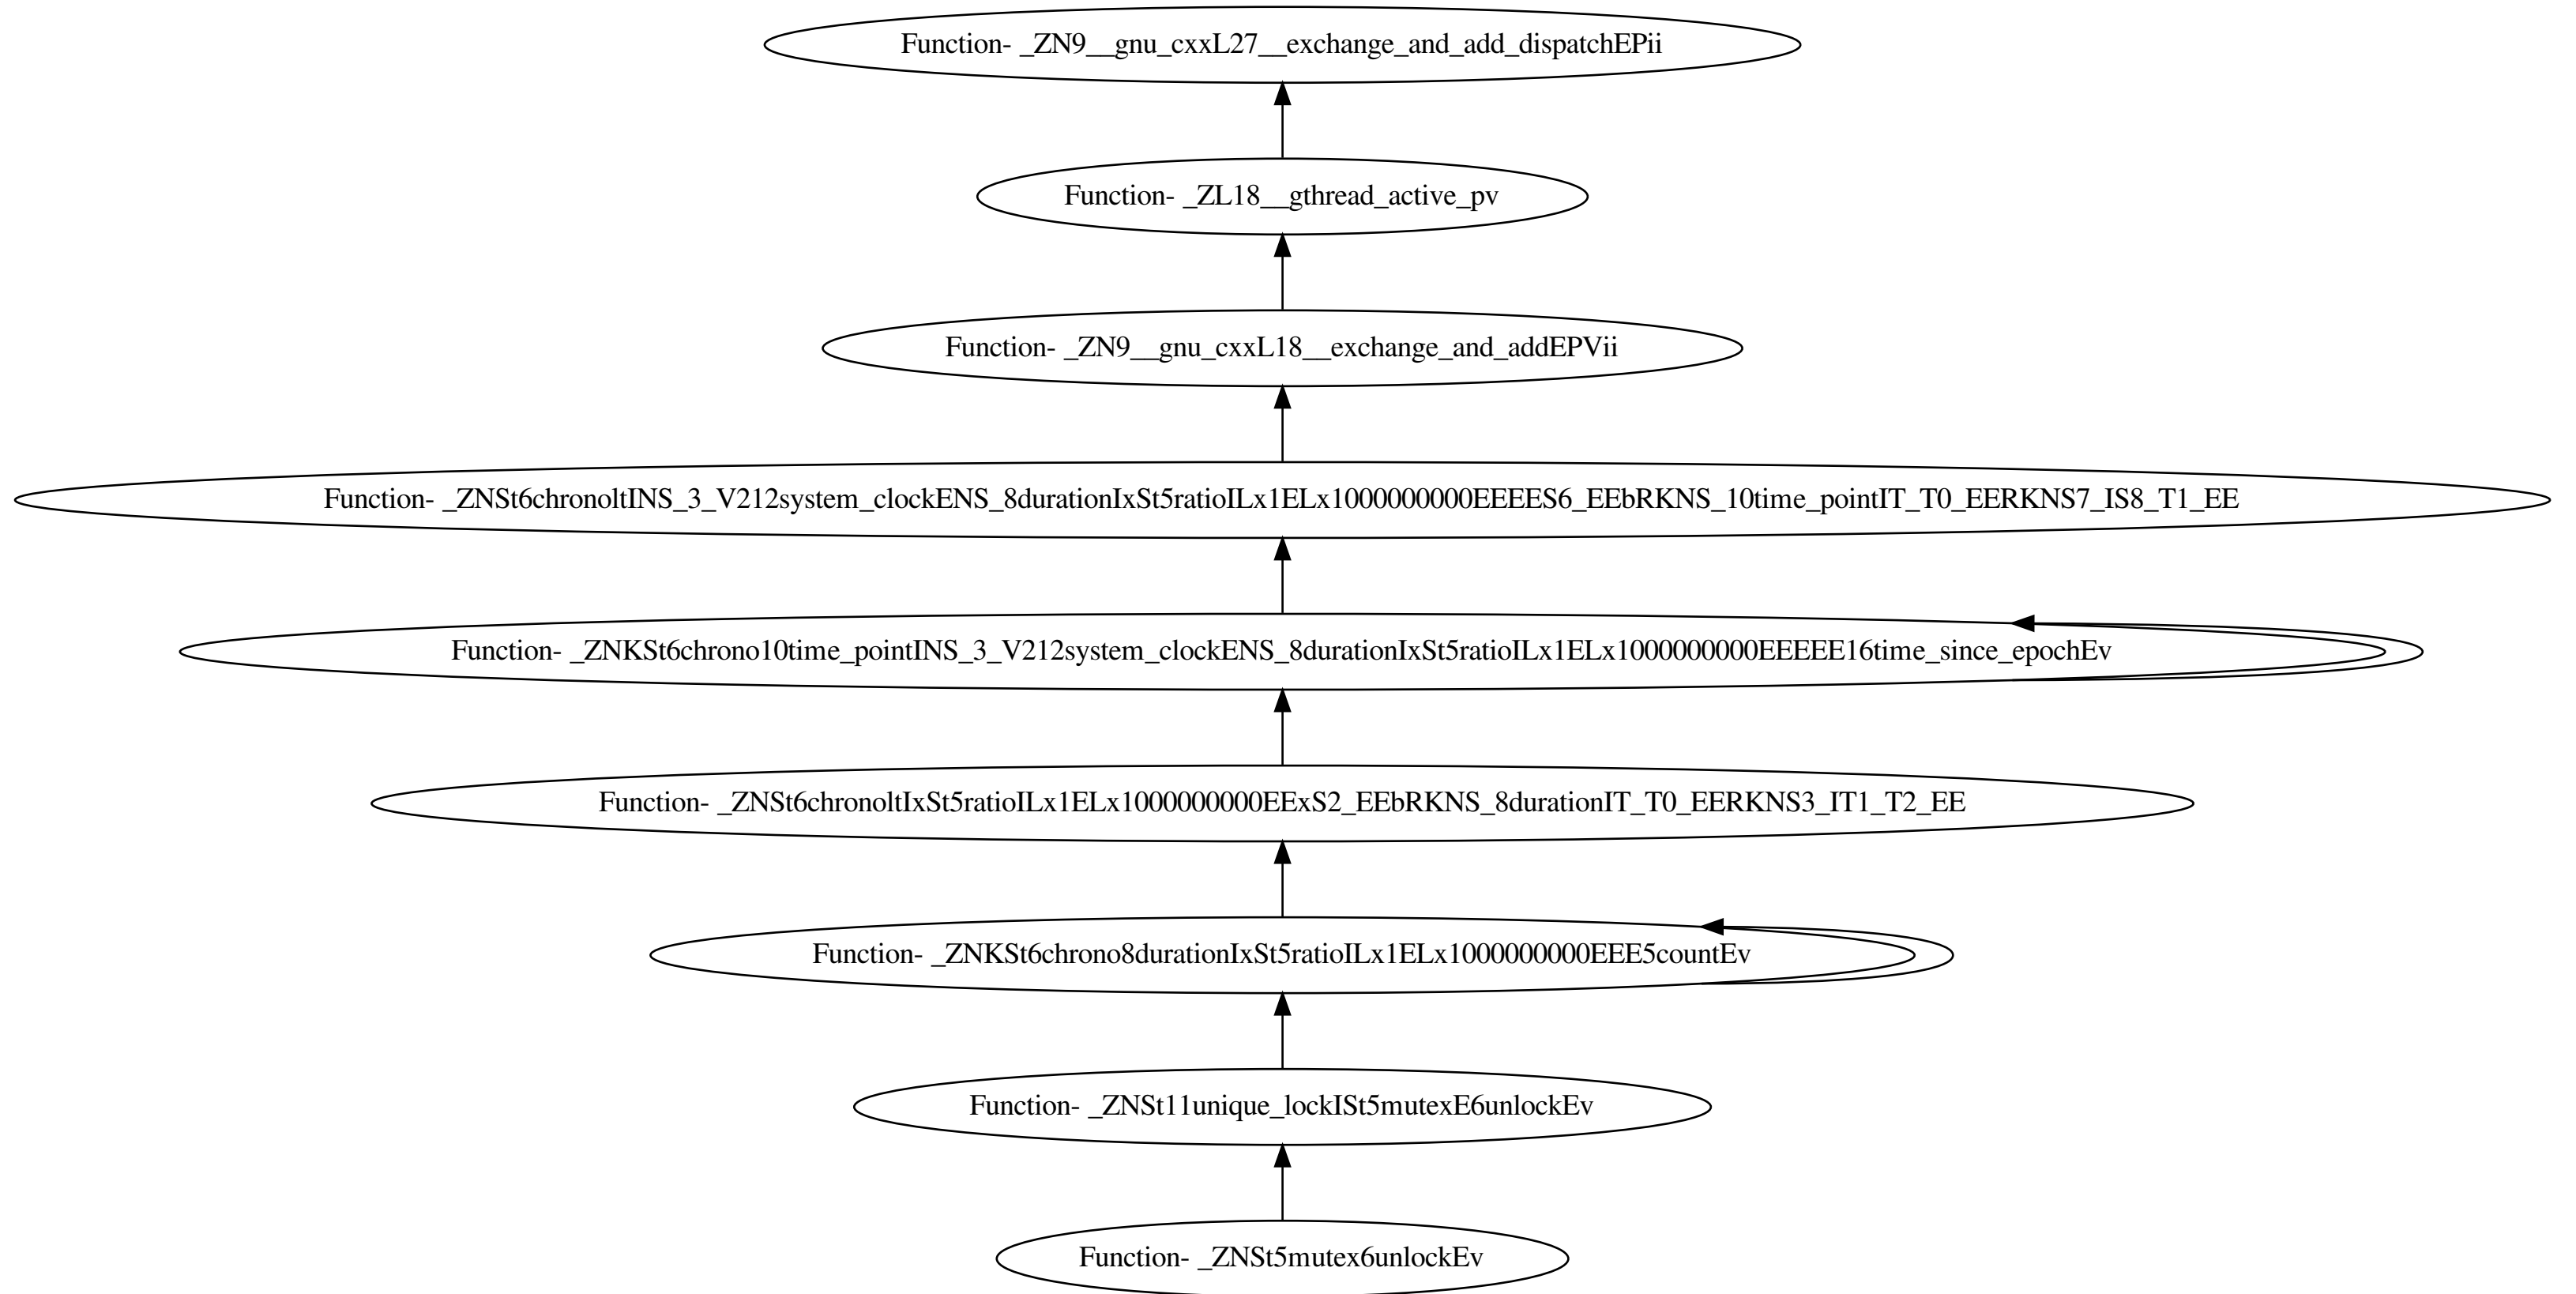 Function- _ZN9__gnu_cxxL27__exchange_and_add_dispatchEPii
Function- _ZL18__gthread_active_pv
Function- _ZN9__gnu_cxxL18__exchange_and_addEPVii
Function- _ZNSt6chronoltINS_3_V212system_clockENS_8durationIxSt5ratioILx1ELx1000000000EEEES6_EEbRKNS_10time_pointIT_T0_EERKNS7_IS8_T1_EE
Function- _ZNKSt6chrono10time_pointINS_3_V212system_clockENS_8durationIxSt5ratioILx1ELx1000000000EEEEE16time_since_epochEv
Function- _ZNSt6chronoltIxSt5ratioILx1ELx1000000000EExS2_EEbRKNS_8durationIT_T0_EERKNS3_IT1_T2_EE
Function- _ZNKSt6chrono8durationIxSt5ratioILx1ELx1000000000EEE5countEv
Function- _ZNSt11unique_lockISt5mutexE6unlockEv
Function- _ZNSt5mutex6unlockEv